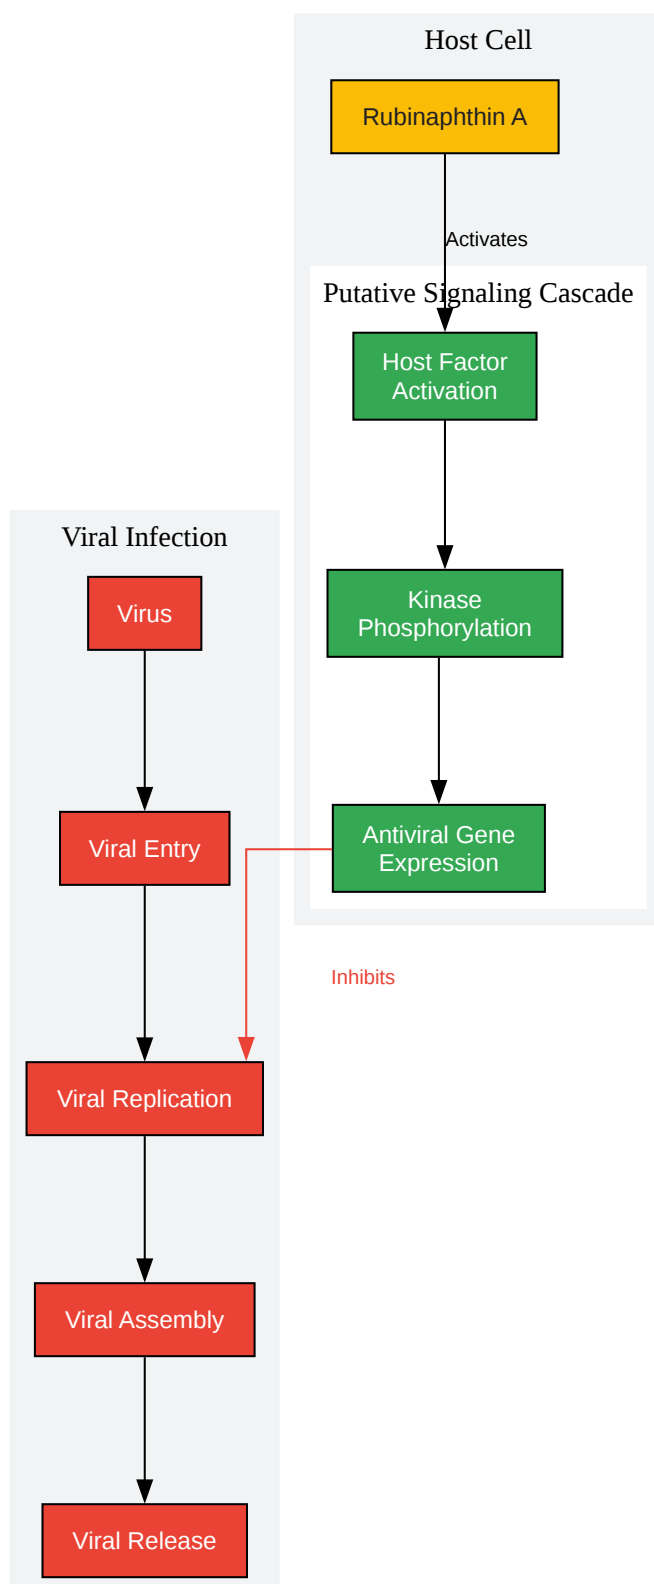 Host Cell
Rubinaphthin A
Activates
Putative Signaling Cascade
Host Factor
Activation
Kinase
Phosphorylation
Antiviral Gene
Expression
Inhibits
Viral Infection
Virus
Viral Entry
Viral Replication
Viral Assembly
Viral Release